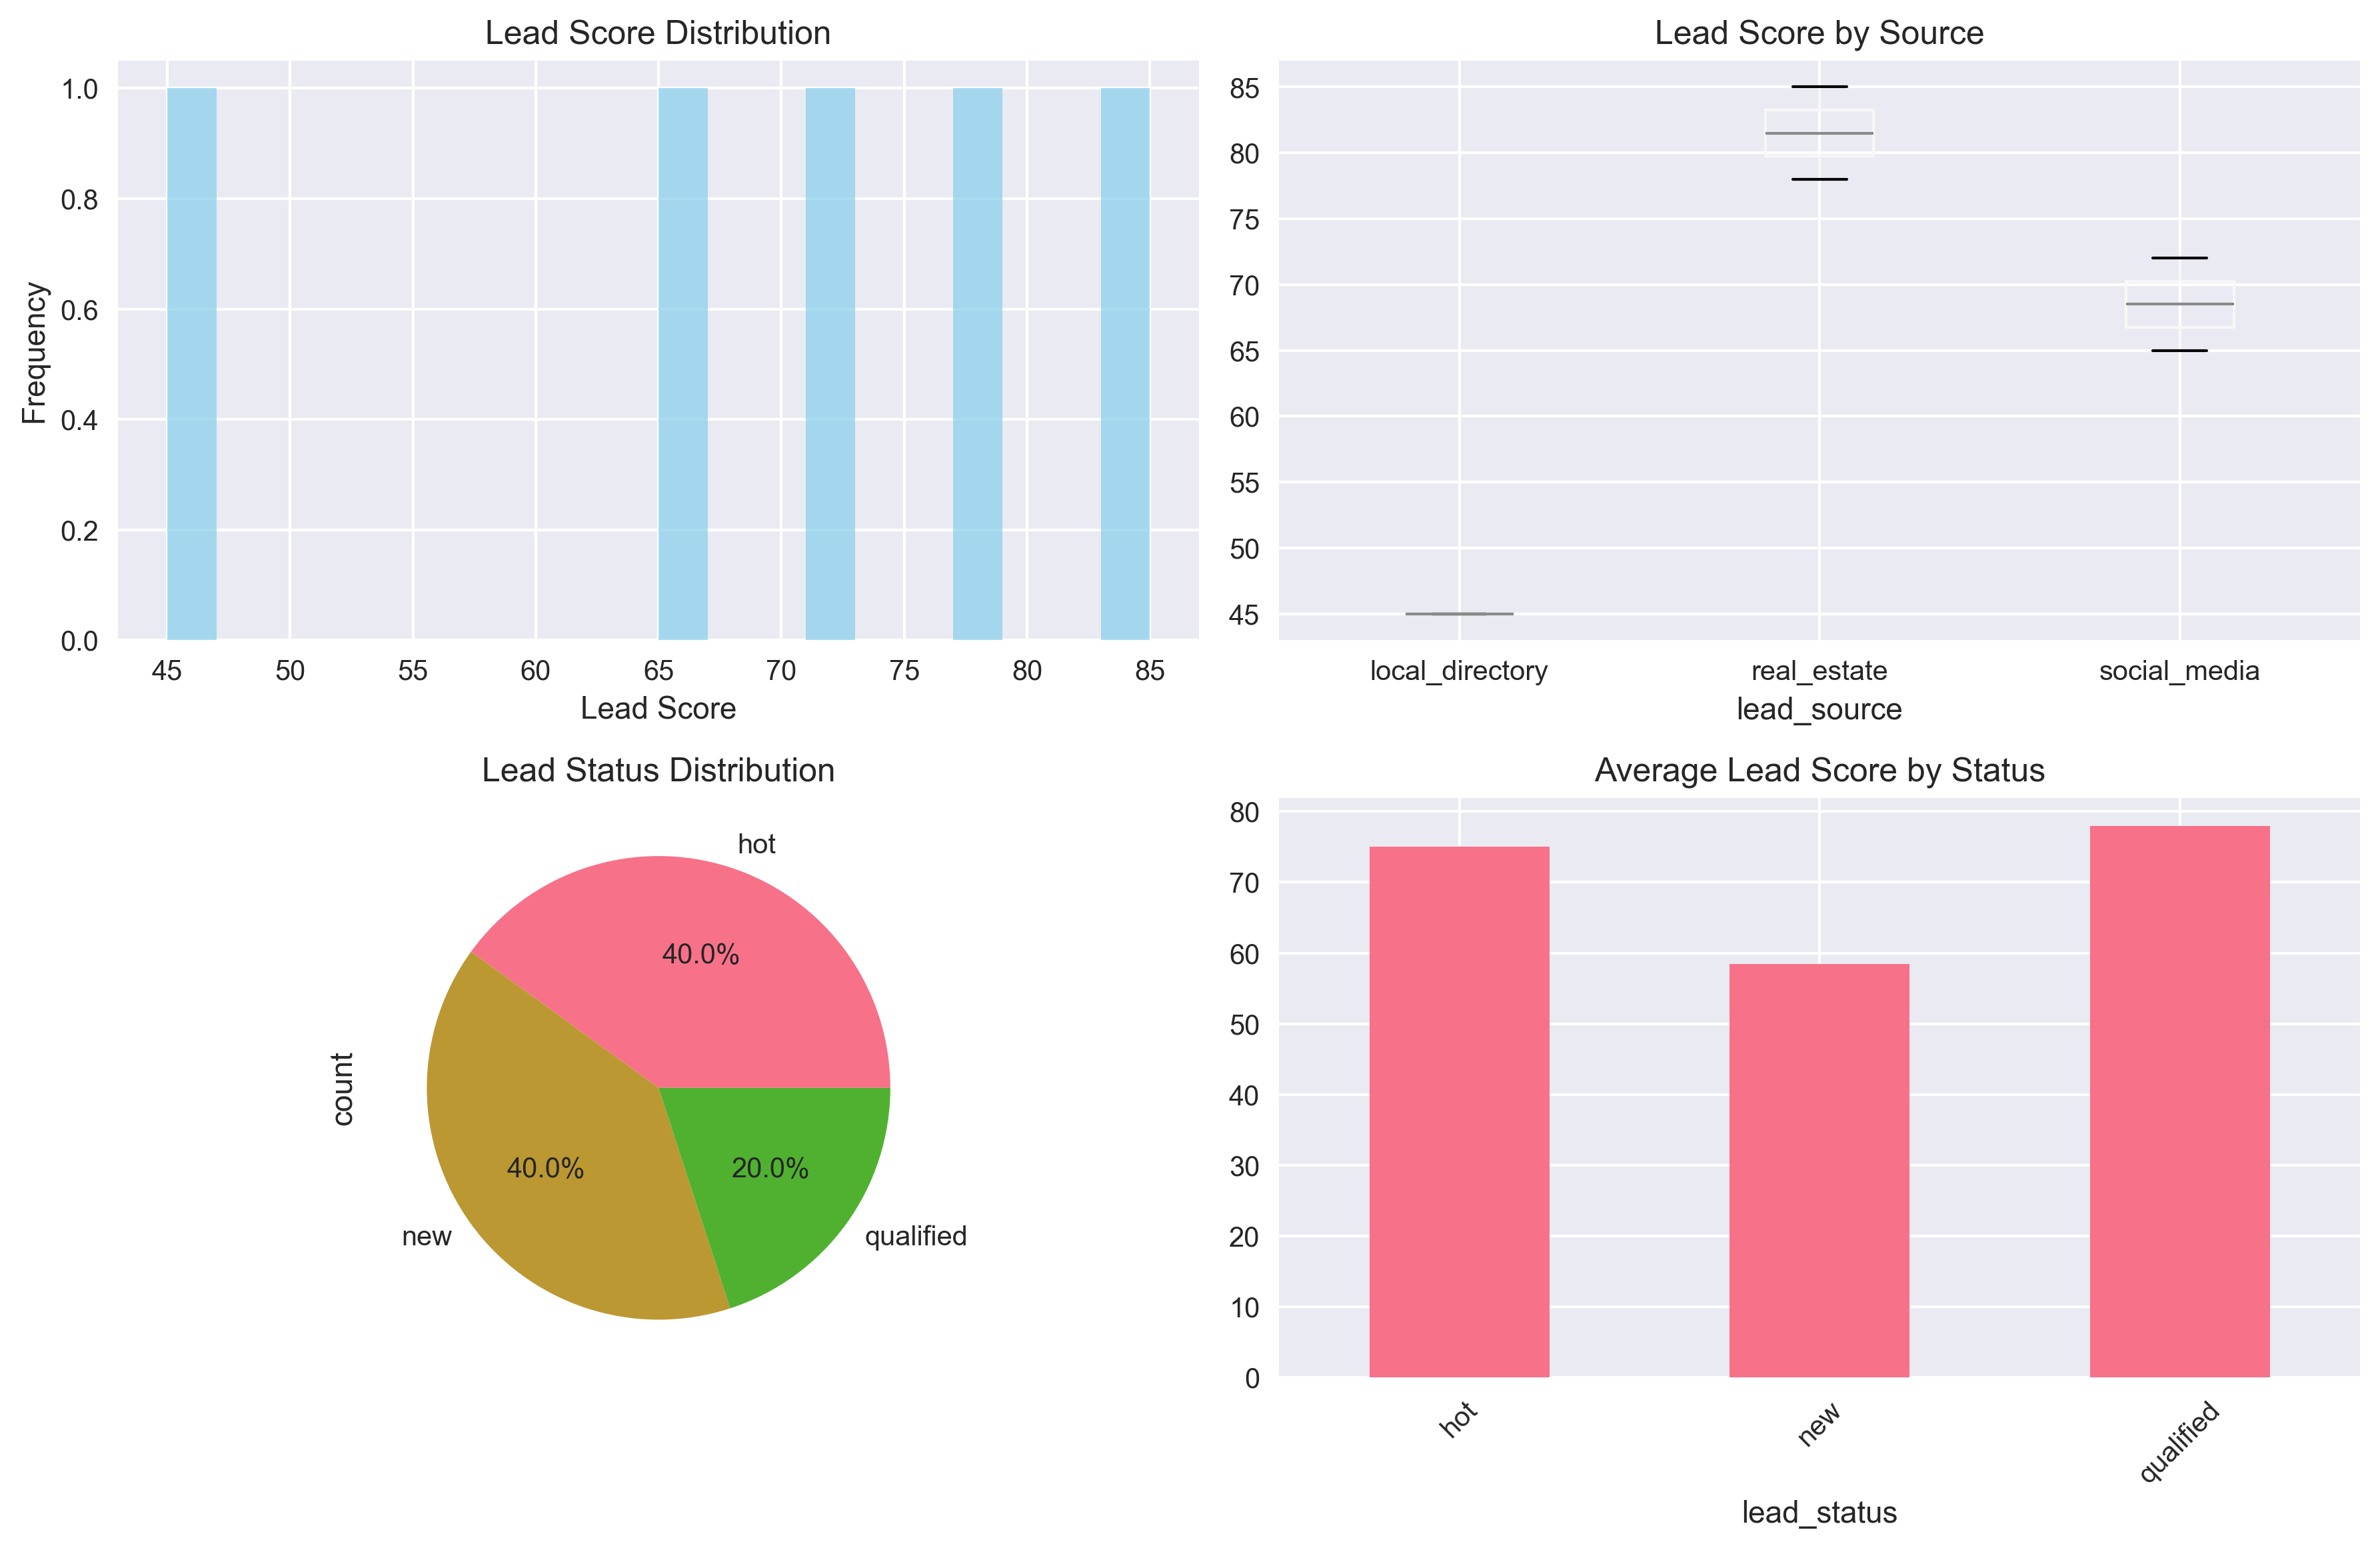 Lead Score Distribution
1.0
0.8
0.6
0.4
0.2
0.0
Frequency
45 50 55 60 65 70 75 80 85
Lead Score
Lead Score by Source
85
80
75
70
65
60
55
50
45
local_directory real_estate social_media
lead_source
Lead Status Distribution
hot
40.0%
count
40.0%
20.0%
new
qualified
Average Lead Score by Status
80
70
60
50
40
30
20
10
0
hot new qualified
lead_status